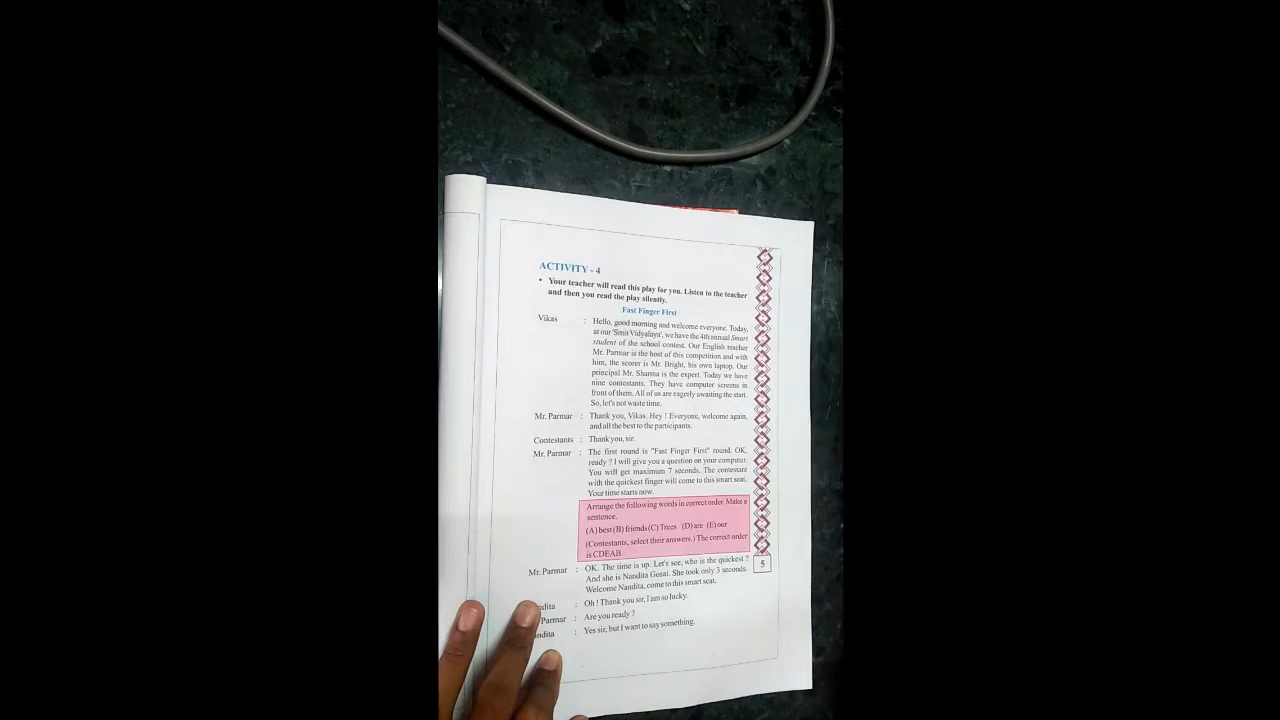 ACTIVITY - 4
• Your teacher will read this play for you. Listen to the teacher
and then you read the play silently.
Fast Finger First
Vikas : Hello, good morning and welcome everyone. Today,
at our 'Smit Vidyalaya', we have the 4th annual Smart
student of the school contest. Our English teacher
Mr. Parmar is the host of this competition and with
him, the scorer is Mr. Bright, his own laptop. Our
principal Mr. Sharma is the expert. Today we have
nine contestants. They have computer screens in
front of them. All of us are eagerly awaiting the start.
So, let's not waste time.
Mr. Parmar : Thank you, Vikas. Hey ! Everyone, welcome again,
and all the best to the participants.
Contestants : Thank you, sir.
Mr. Parmar : The first round is "Fast Finger First" round. OK,
ready ? I will give you a question on your computer.
You will get maximum 7 seconds. The contestant
with the quickest finger will come to this smart seat.
Your time starts now.
Arrange the following words in correct order. Make a
sentence.
(A) best (B) friends (C) Trees (D) are (E) our
(Contestants, select their answers.) The correct order
is CDEAB.
Mr. Parmar : OK. The time is up. Let's see, who is the quickest ?
And she is Nandita Gosai. She took only 3 seconds.
Welcome Nandita, come to this smart seat.
ndita : Oh ! Thank you sir, I am so lucky.
Parmar : Are you ready ?
andita : Yes sir, but I want to say something.
5